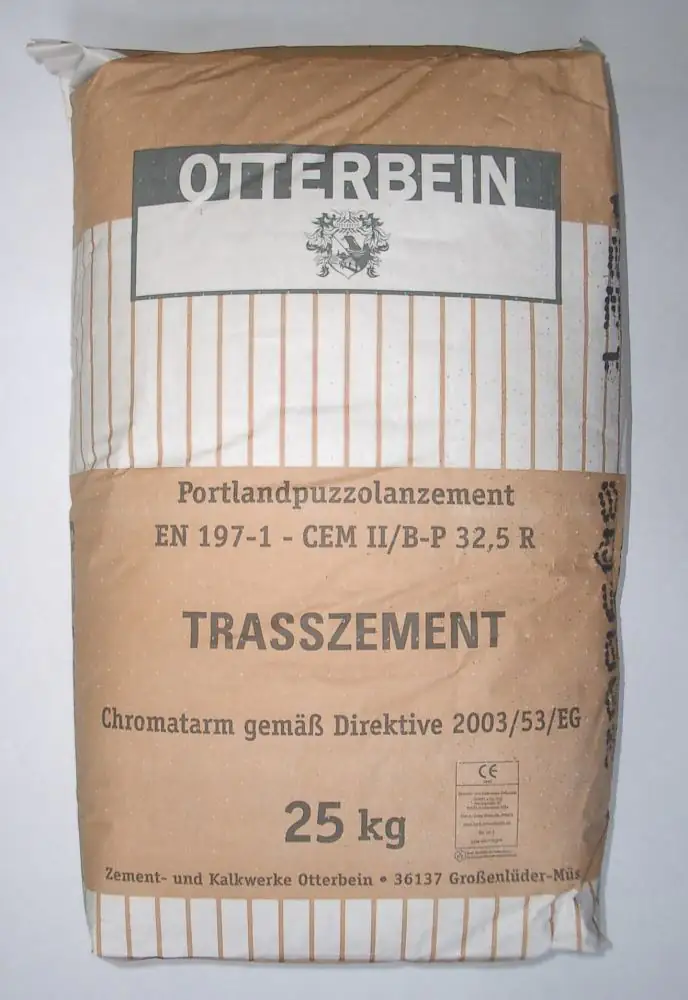 OTTERBEIN
Portlandpuzzolanzement
EN 197-1 - CEM II/B-P 32,5 R
TRASSZEMENT
Chromatarm gemäß Direktive 2003/53/EG
CE
25 kg
Zement- und Kalkwerke Otterbein • 36137 Großenlüder-Müs